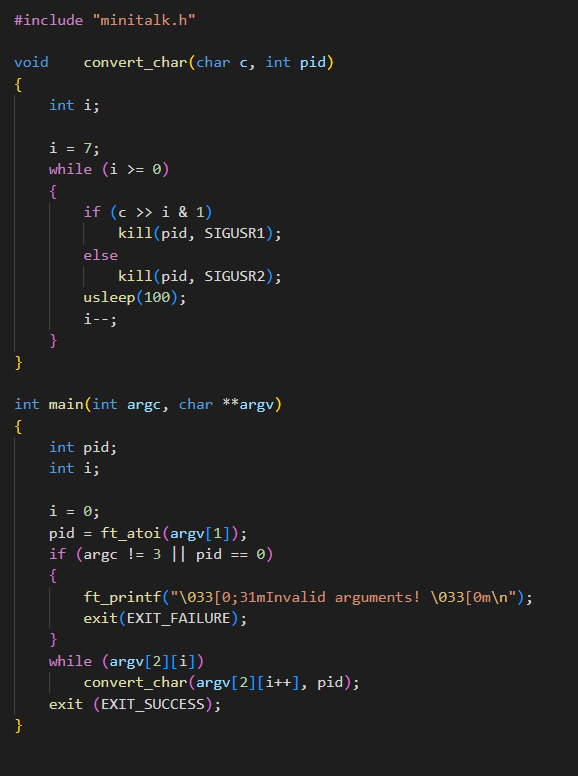 #include "minitalk.h"

void    convert_char(char c, int pid)
{
    int i;

    i = 7;
    while (i >= 0)
    {
        if (c >> i & 1)
            kill(pid, SIGUSR1);
        else
            kill(pid, SIGUSR2);
        usleep(100);
        i--;
    }
}

int main(int argc, char **argv)
{
    int pid;
    int i;

    i = 0;
    pid = ft_atoi(argv[1]);
    if (argc != 3 || pid == 0)
    {
        ft_printf("\033[0;31mInvalid arguments! \033[0m\n");
        exit(EXIT_FAILURE);
    }
    while (argv[2][i])
        convert_char(argv[2][i++], pid);
    exit (EXIT_SUCCESS);
}